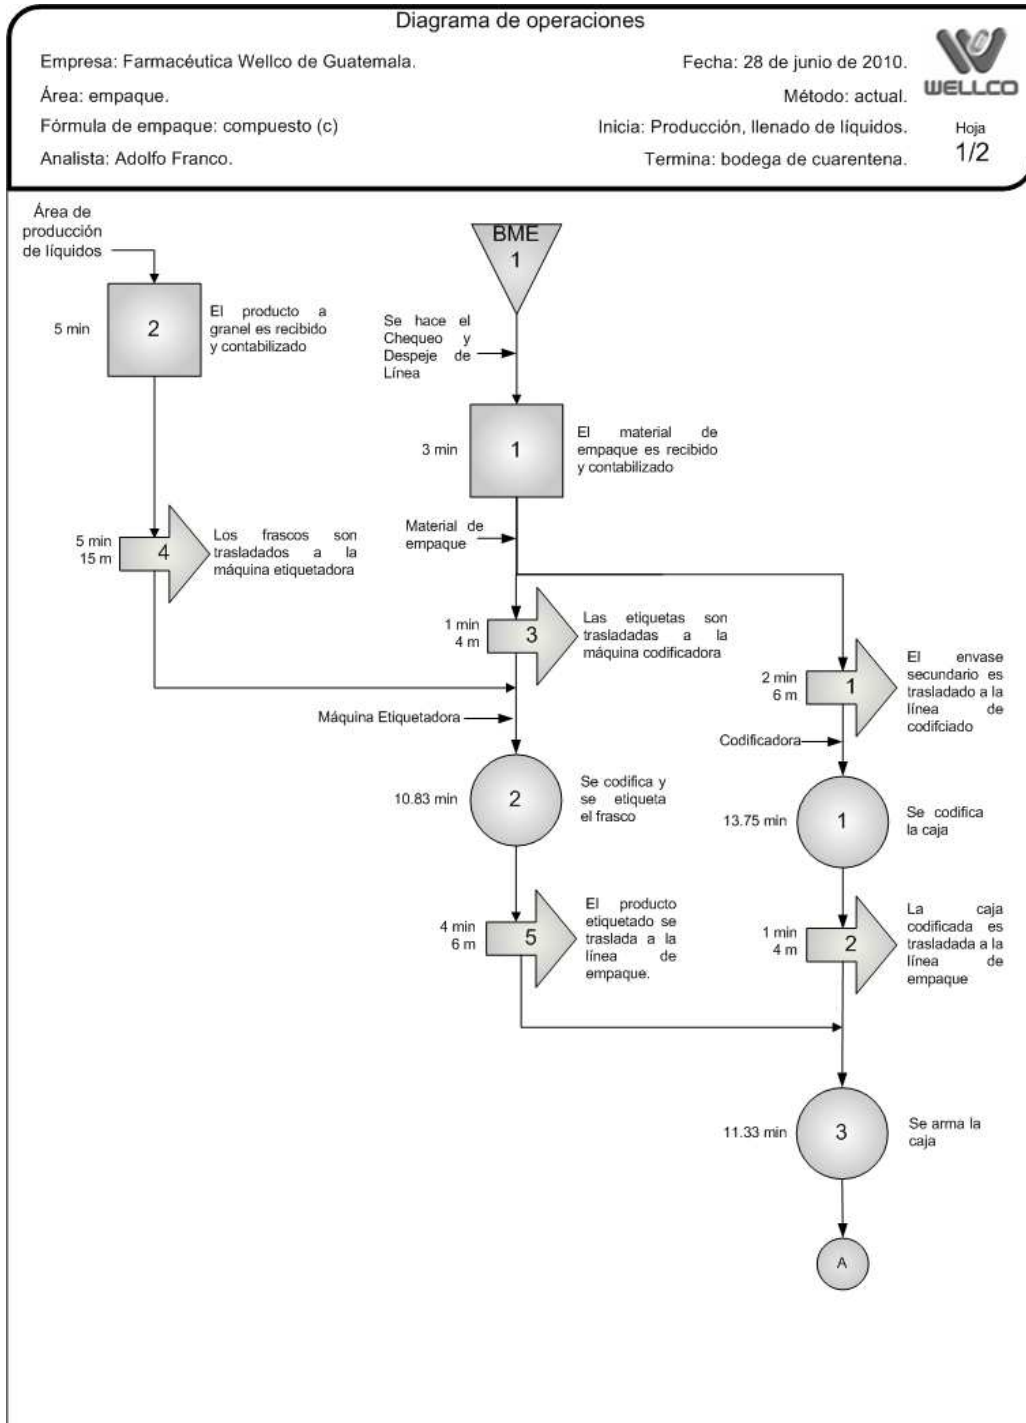 Diagrama de operaciones
Empresa: Farmacéutica Wellco de Guatemala.
Fecha: 28 de junio de 2010.
WELLCO
Área: empaque.
Método: actual.
Fórmula de empaque: compuesto (c)
Inicia: Producción, llenado de líquidos.
Hoja
1/2
Analista: Adolfo Franco.
Termina: bodega de cuarentena.
Área de
producción
de líquidos
BME
1
5 min
2
El producto a
granel es recibido
y contabilizado
Se hace el
Chequeo y
Despeje de
Línea
3 min
1
El material de
empaque es recibido
y contabilizado
Material de
empaque
5 min
15 m
4
Los frascos son
trasladados a la
máquina etiquetadora
1 min
4 m
3
Las etiquetas son
trasladadas a la
máquina codificadora
2 min
6 m
1
El envase
secundario es
trasladado a la
línea de
codifciado
Máquina Etiquetadora
Codificadora
10.83 min
2
Se codifica y
se etiqueta
el frasco
13.75 min
1
Se codifica
la caja
4 min
6 m
5
El producto
etiquetado se
traslada a la
línea de
empaque.
1 min
4 m
2
La caja
codificada es
trasladada a la
línea de
empaque
11.33 min
3
Se arma la
caja
A